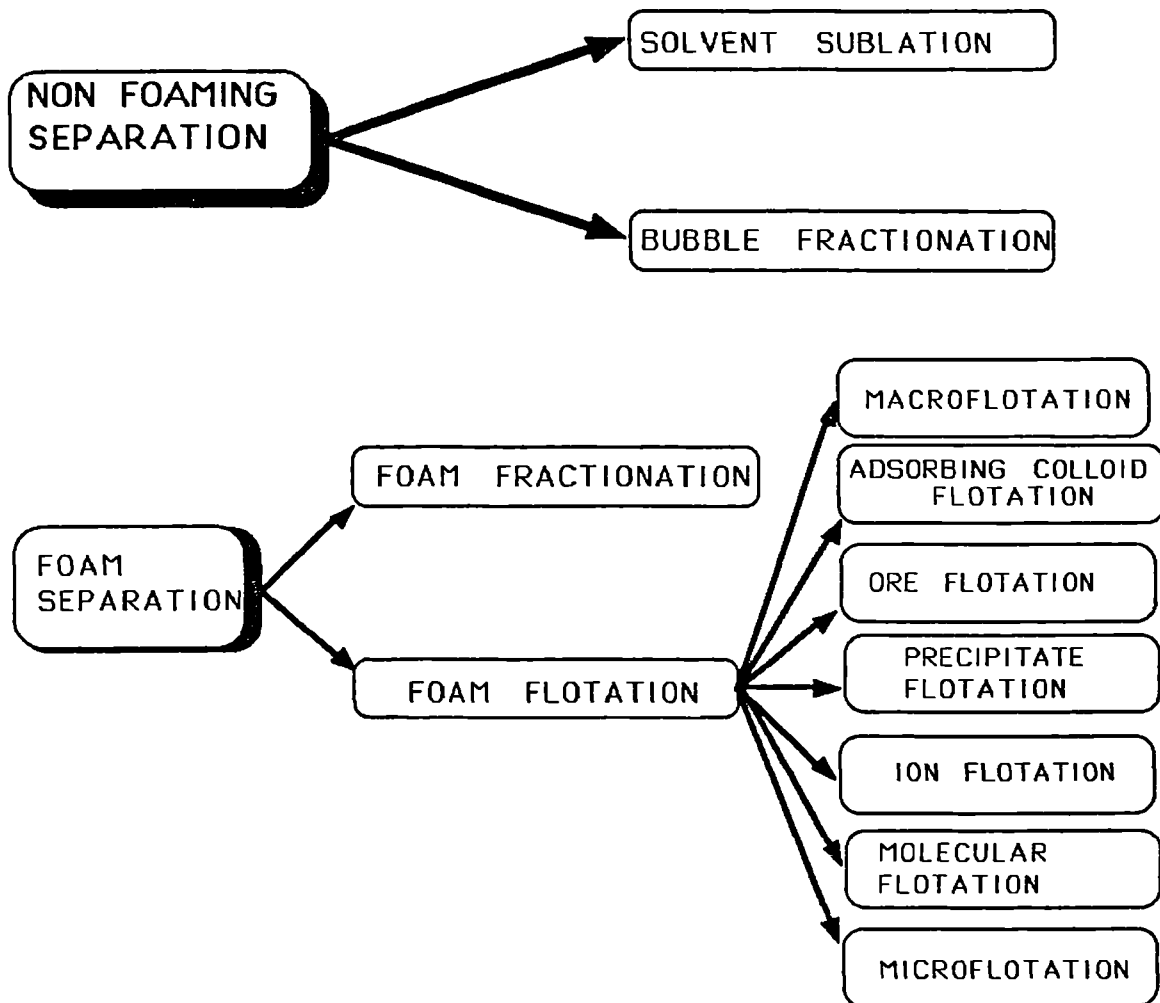 SOLVENT SUBLATION
NON FOAMING
SEPARATION
BUBBLE FRACTIONATION
MACROFLOTATION
FOAM FRACTIONATION
ADSORBING COLLOID
FLOTATION
FOAM
SEPARATION
ORE FLOTATION
FOAM FLOTATION
PRECIPITATE
FLOTATION
ION FLOTATION
MOLECULAR
FLOTATION
MICROFLOTATION